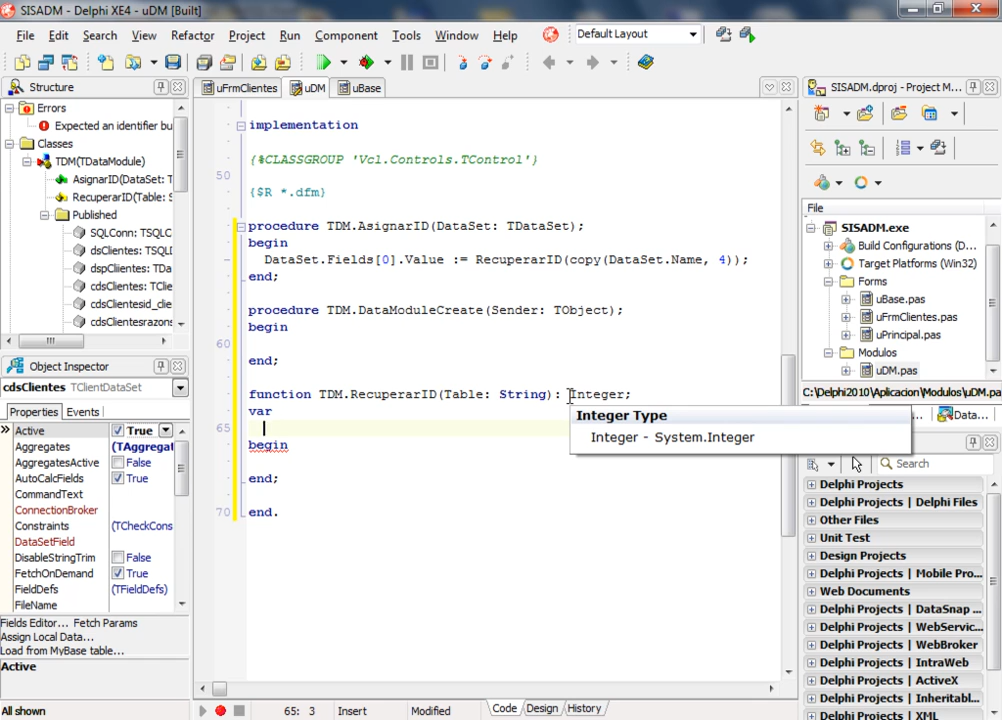 SISADM - Delphi XE4 - uDM [Built]
File Edit Search View Refactor Project Run Component Tools Window Help Default Layout
Structure
Errors
Expected an identifier bu
Classes
TDM(TDataModule)
AsignarID(DataSet: T
RecuperarID(Table: S
Published
SQLConn: TSQL
dsClientes: TSQL
dspClientes: TDa
cdsClientes: TClie
cdsClientesid_clie
cdsClientesrazons
Object Inspector
cdsClientes TClientDataSet
Properties Events
Active True
Aggregates (TAggregat
AggregatesActive False
AutoCalcFields True
CommandText
ConnectionBroker
Constraints (TCheckCons
DataSetField
DisableStringTrim False
FetchOnDemand True
FieldDefs (TFieldDefs)
FileName
Fields Editor... Fetch Params
Assign Local Data...
Load from MyBase table...
Active
All shown
uFrmClientes uDM uBase
implementation
{%CLASSGROUP 'Vcl.Controls.TControl'}
50
{$R *.dfm}
procedure TDM.AsignarID(DataSet: TDataSet);
begin
DataSet.Fields[0].Value := RecuperarID(copy(DataSet.Name, 4));
end;
procedure TDM.DataModuleCreate(Sender: TObject);
begin
60
end;
function TDM.RecuperarID(Table: String): Integer;
var
65
begin
end;
70 end.
Integer Type
Integer - System.Integer
65: 3 Insert Modified Code Design History
SISADM.dproj - Project M...
File
SISADM.exe
Build Configurations (D...
Target Platforms (Win32)
Forms
uBase.pas
uFrmClientes.pas
uPrincipal.pas
Modulos
uDM.pas
C:\Delphi2010\Aplicacion\Modulos\uDM.pa
Data...
Search
Delphi Projects
Delphi Projects | Delphi Files
Other Files
Unit Test
Design Projects
Delphi Projects | Mobile Pro...
Web Documents
Delphi Projects | DataSnap ...
Delphi Projects | WebServic...
Delphi Projects | WebBroker
Delphi Projects | IntraWeb
Delphi Projects | ActiveX
Delphi Projects | Inheritabl...
Delphi Projects | XML